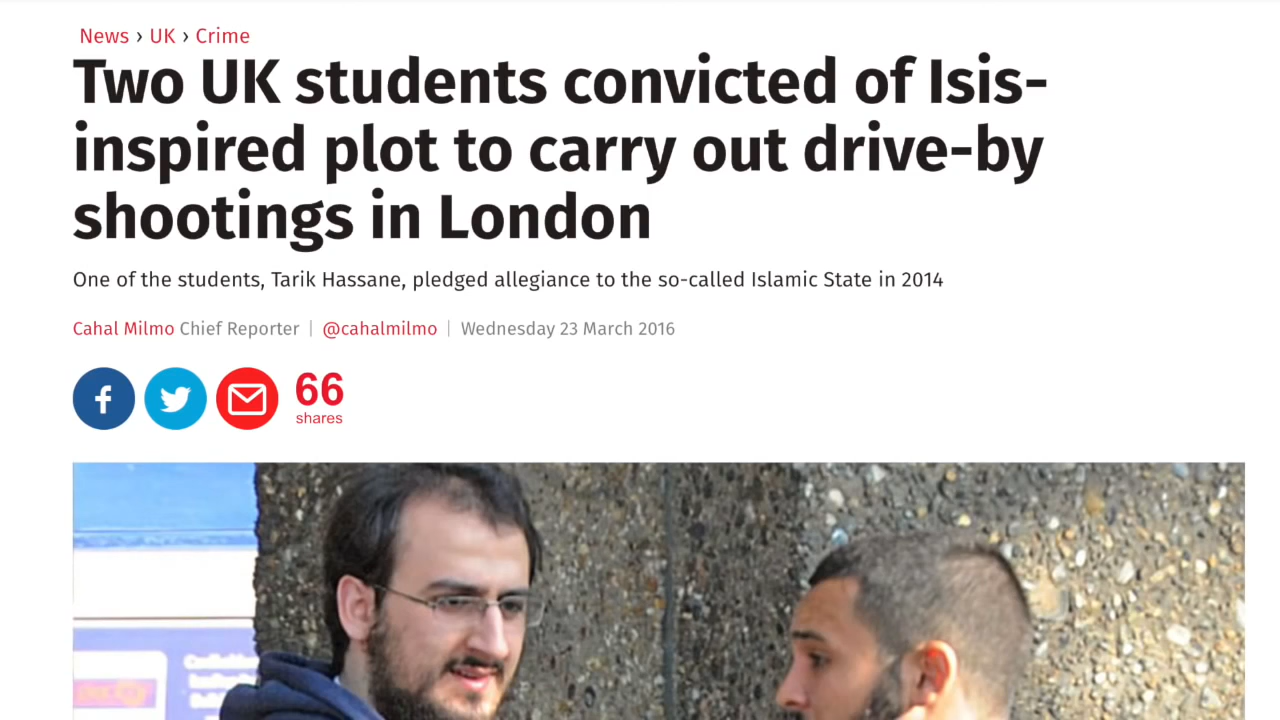 News › UK › Crime
Two UK students convicted of Isis-
inspired plot to carry out drive-by
shootings in London
One of the students, Tarik Hassane, pledged allegiance to the so-called Islamic State in 2014
Cahal Milmo Chief Reporter | @cahalmilmo | Wednesday 23 March 2016
f
66
shares